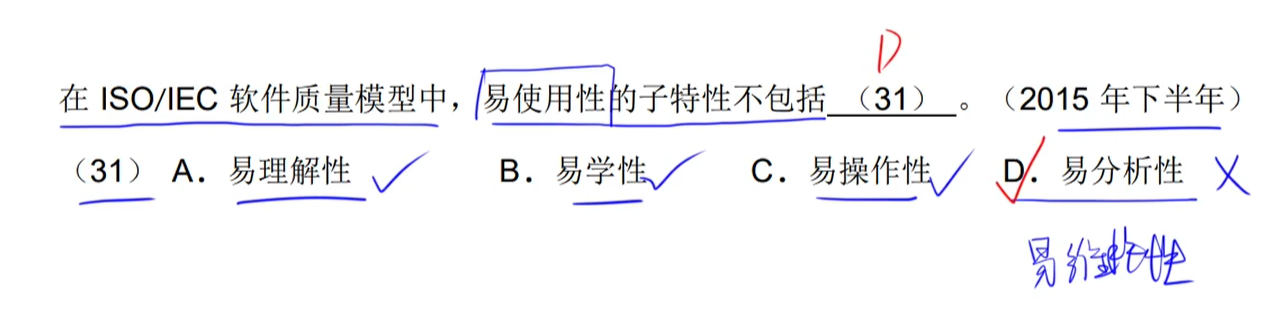 D
在 ISO/IEC 软件质量模型中，易使用性的子特性不包括 （31） 。（2015 年下半年）
（31） A．易理解性 B．易学性 C．易操作性 D．易分析性
易维护性